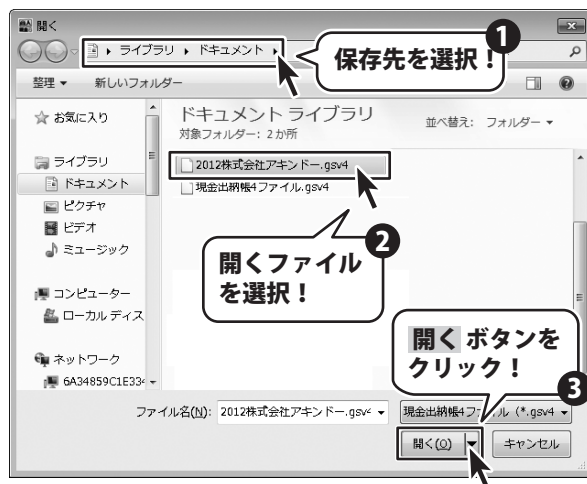 開く
ライブラリ ▸ ドキュメント ▸
1
保存先を選択！
整理 ▼ 新しいフォルダー
お気に入り
ライブラリ
ドキュメント
ピクチャ
ビデオ
ミュージック
コンピューター
ローカル ディス
ネットワーク
6A34859C1E334
ドキュメント ライブラリ
対象フォルダー: 2 か所
並べ替え: フォルダー ▼
2012株式会社アキンドー.gsv4
現金出納帳4ファイル.gsv4
2
開くファイル
を選択！
開く ボタンを
クリック！
3
ファイル名(N): 2012株式会社アキンドー.gsv4
現金出納帳4ファイル (*.gsv4
開く(O)
キャンセル